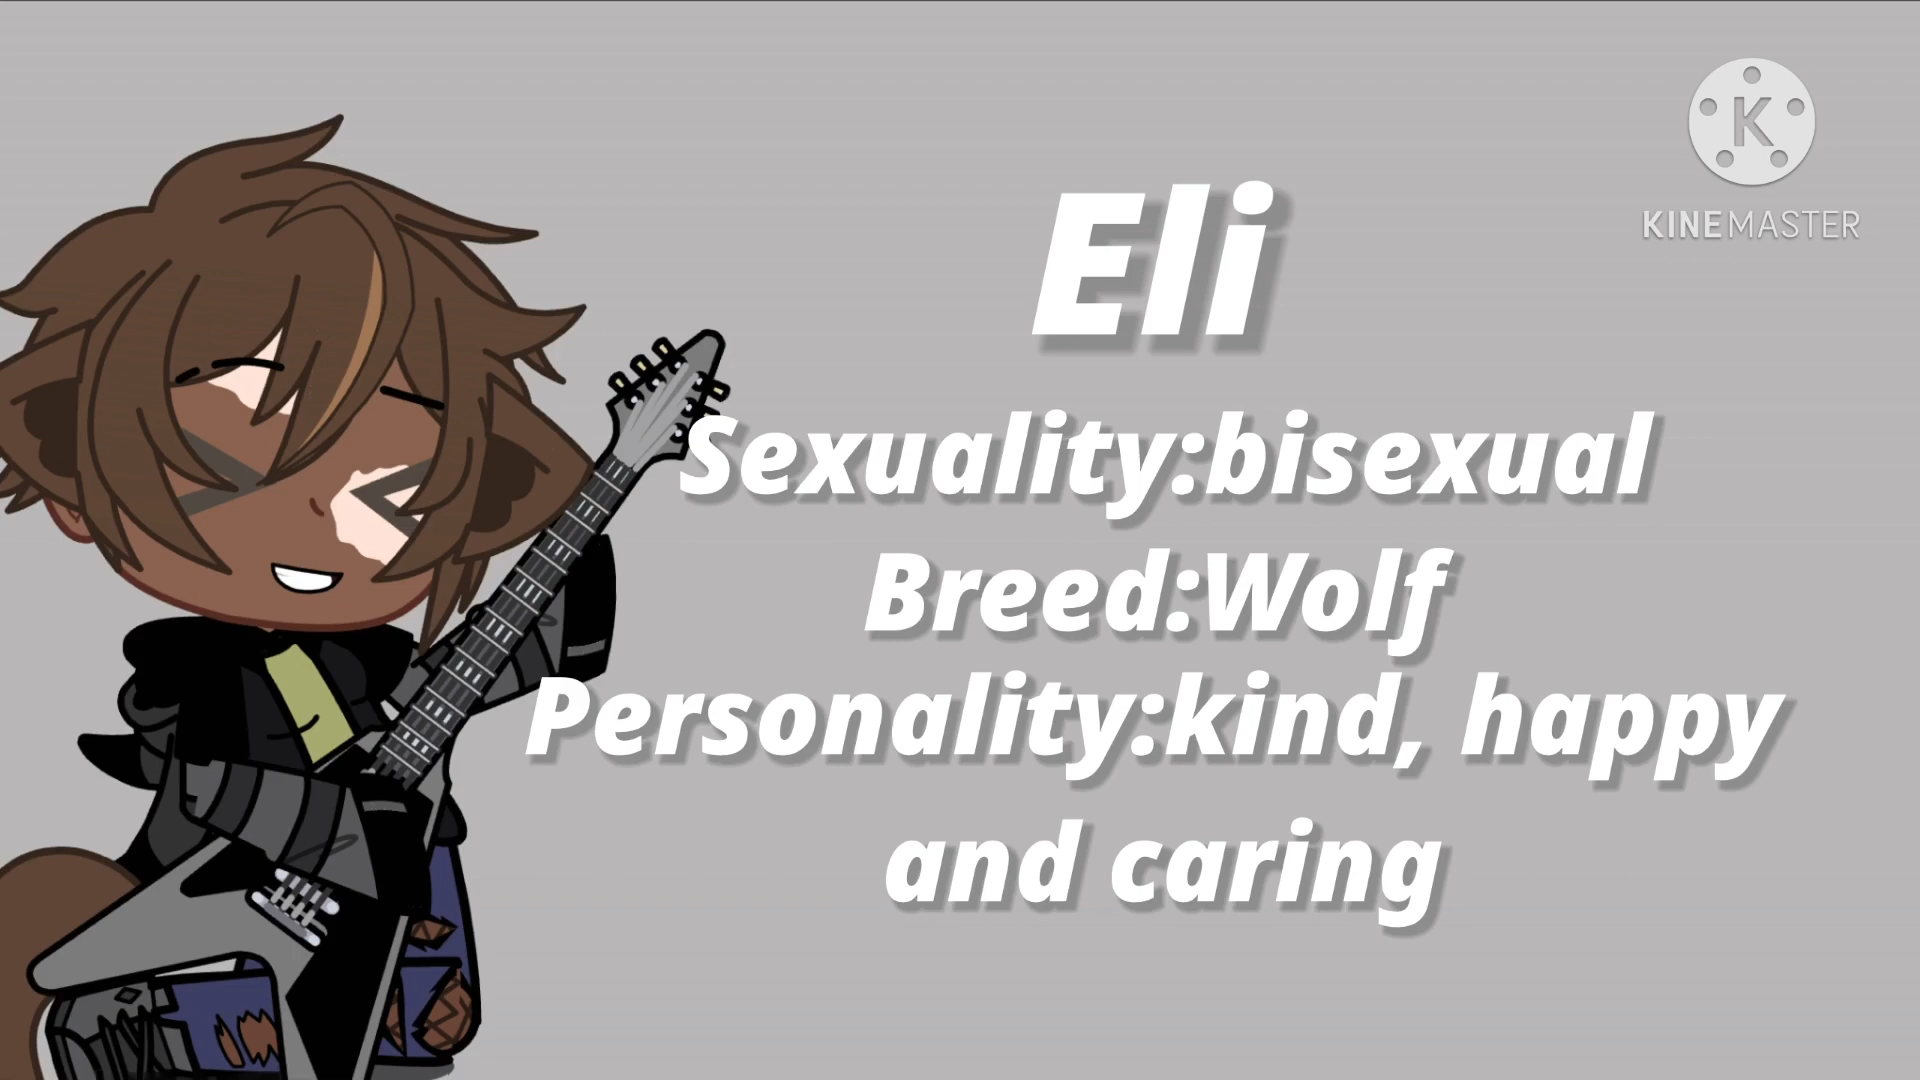 K
KINEMASTER
Eli
Sexuality:bisexual
Breed:Wolf
Personality:kind, happy
and caring